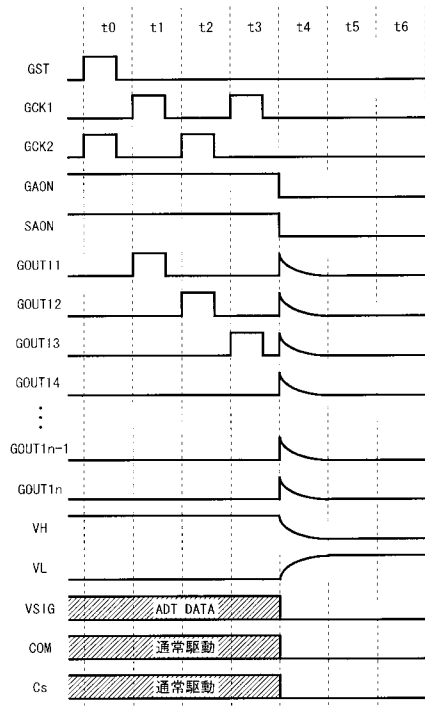 t0 t1 t2 t3 t4 t5 t6
GST
GCK1
GCK2
GAON
SAON
GOUT11
GOUT12
GOUT13
GOUT14
⋮
GOUT1n-1
GOUT1n
VH
VL
VSIG ADT DATA
COM 通常駆動
Cs 通常駆動